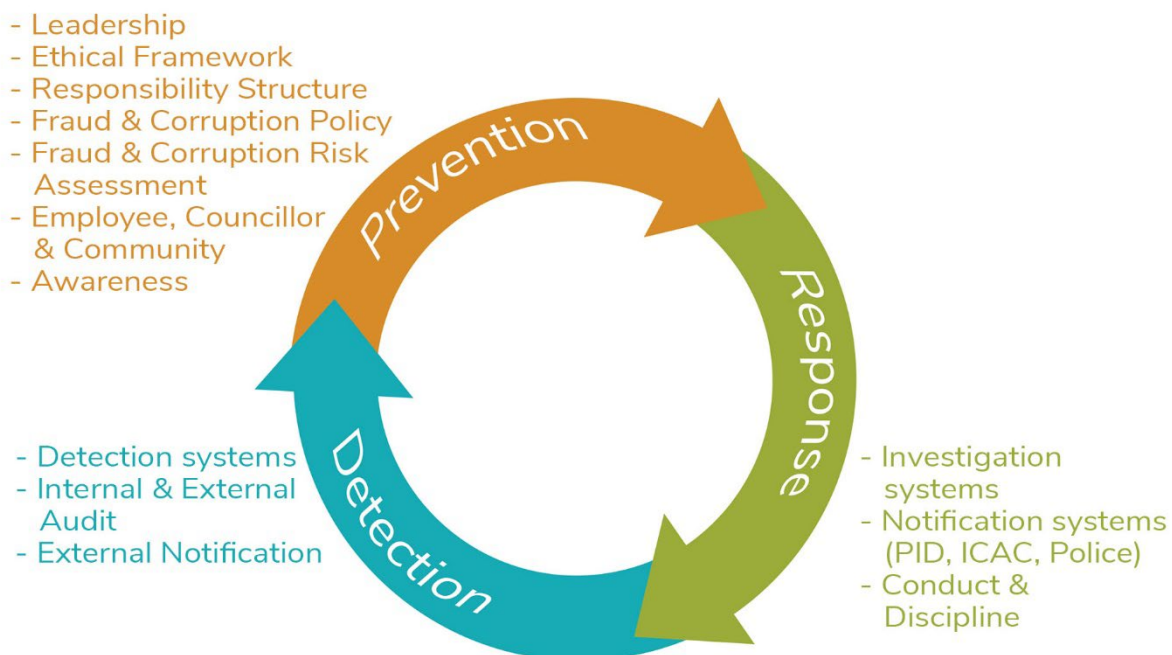 - Leadership
- Ethical Framework
- Responsibility Structure
- Fraud & Corruption Policy
- Fraud & Corruption Risk
Assessment
- Employee, Councillor
& Community
- Awareness
Prevention
Response
Detection
- Detection systems
- Internal & External
Audit
- External Notification
- Investigation
systems
- Notification systems
(PID, ICAC, Police)
- Conduct &
Discipline